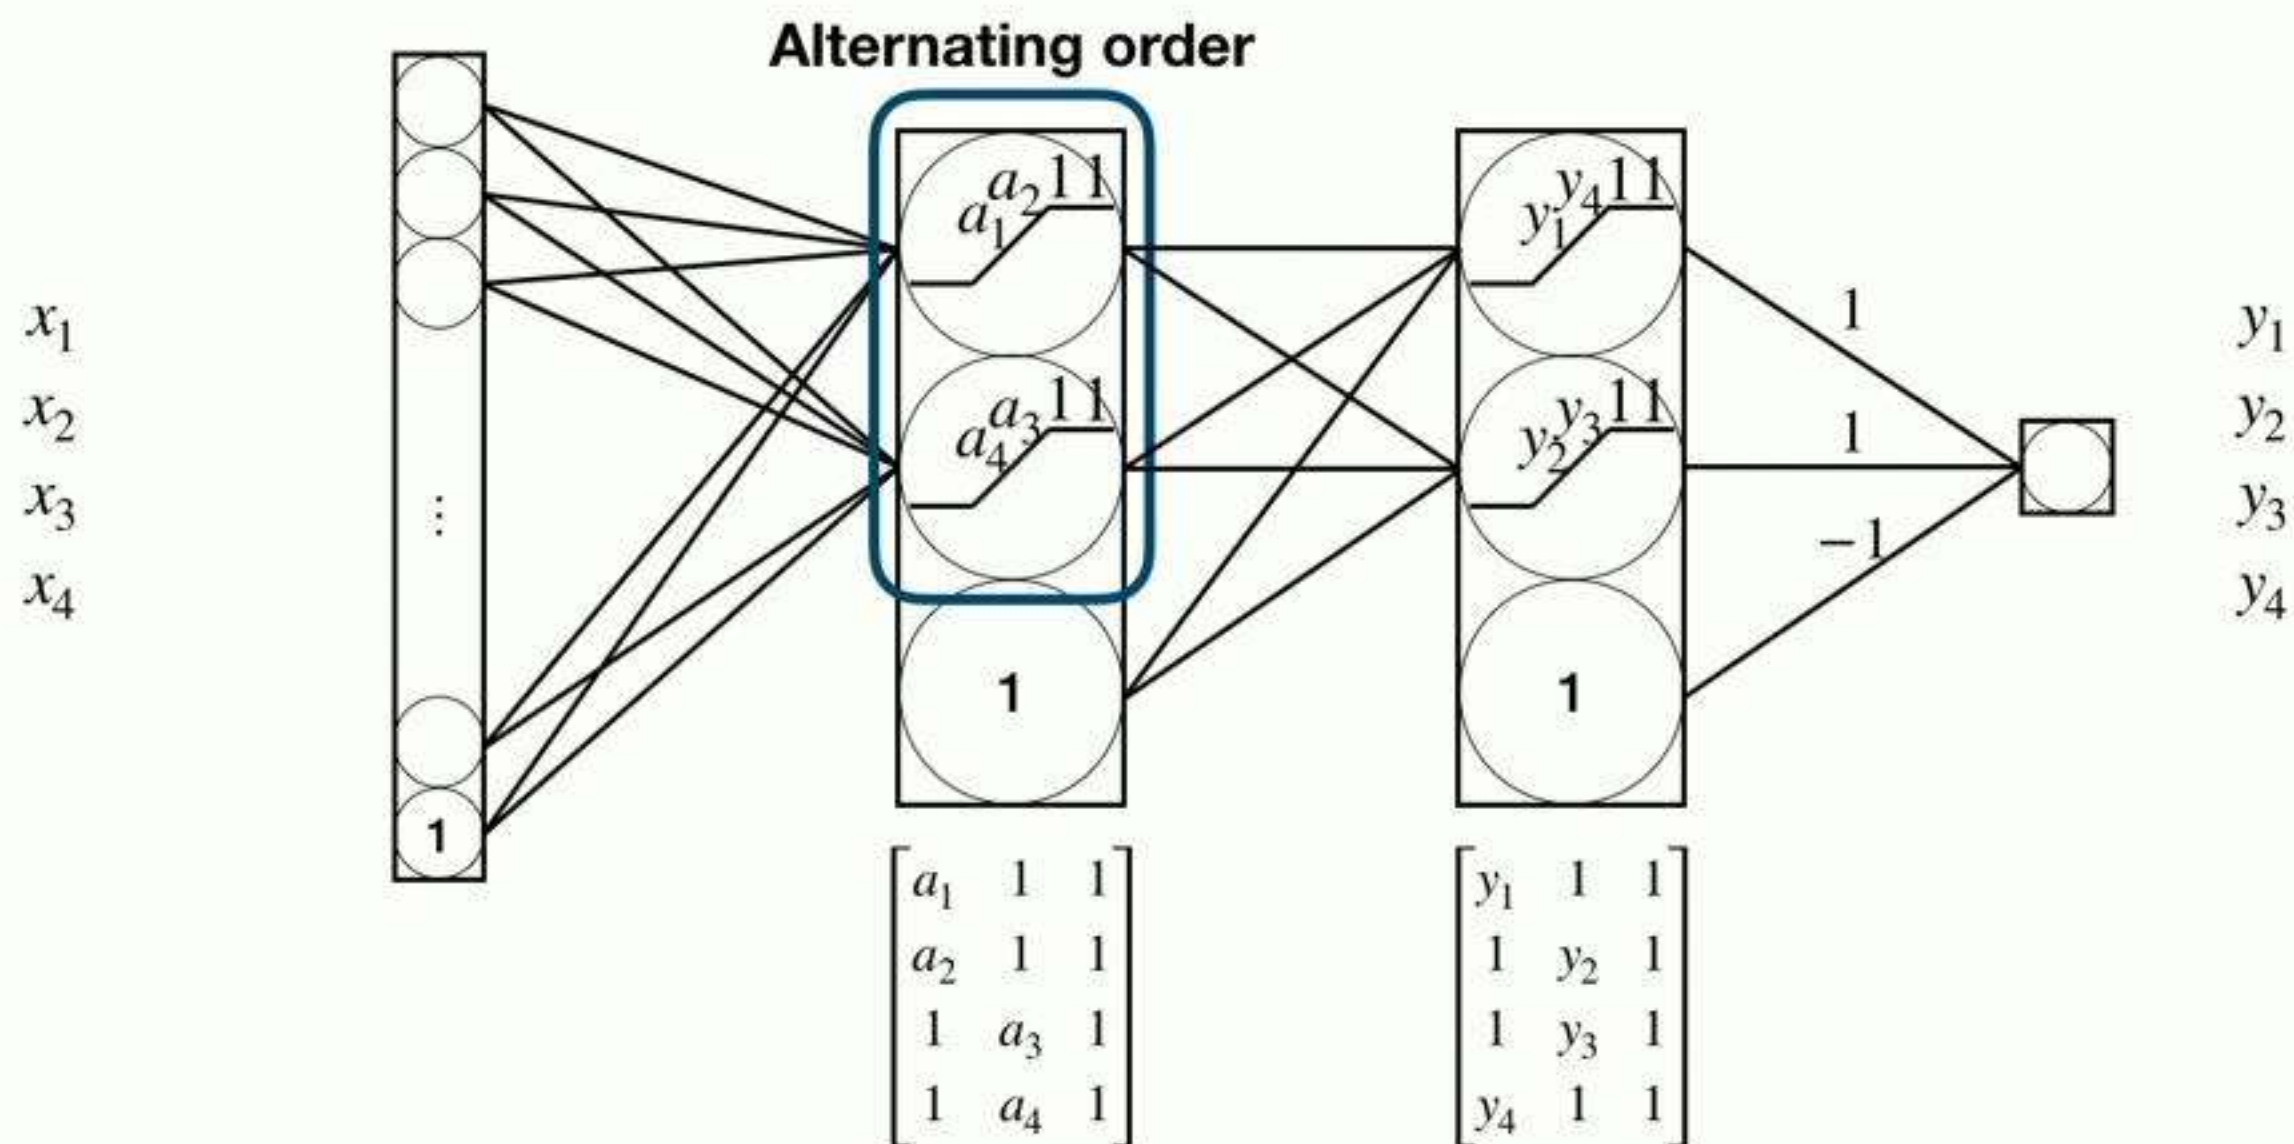 Alternating order
x1
x2
x3
x4
⋮
1
a1 a2 1 1
a4 a3 1 1
1
a1 1 1
a2 1 1
1 a3 1
1 a4 1
y1 y4 1 1
y2 y3 1 1
1
y1 1 1
1 y2 1
1 y3 1
y4 1 1
1
1
−1
y1
y2
y3
y4